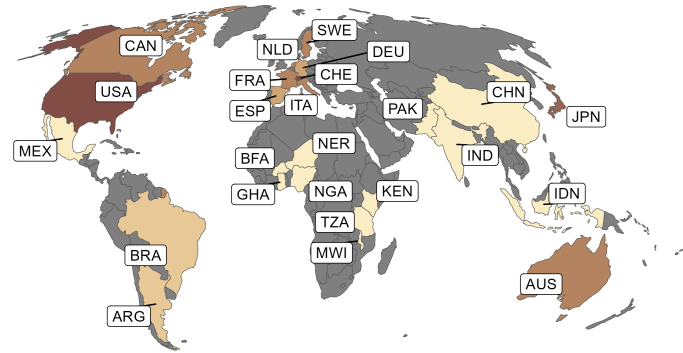 SWE
CAN
NLD
DEU
FRA
CHE
USA
CHN
ESP
ITA
PAK
JPN
NER
MEX
BFA
IND
GHA
NGA
KEN
IDN
TZA
MWI
BRA
AUS
ARG